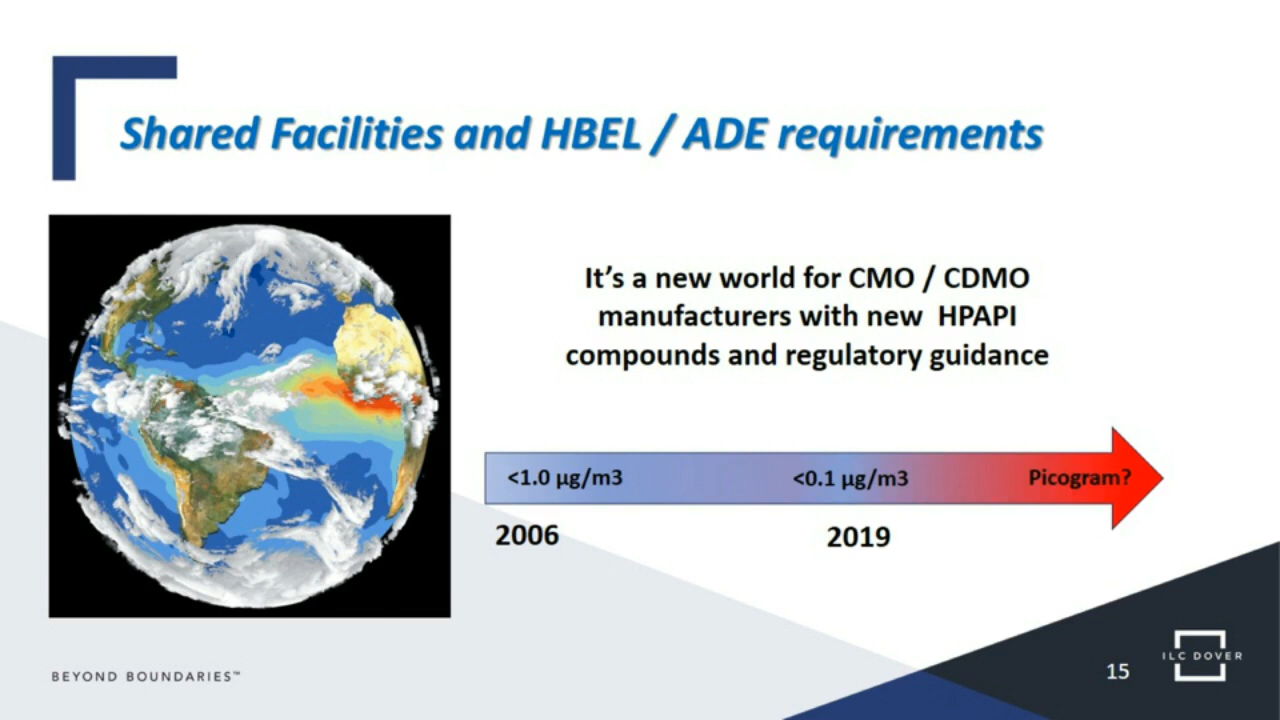 Shared Facilities and HBEL / ADE requirements
It’s a new world for CMO / CDMO
manufacturers with new  HPAPI
compounds and regulatory guidance
<1.0 µg/m3
<0.1 µg/m3
Picogram?
2006
2019
BEYOND BOUNDARIES™
15
ILC DOVER